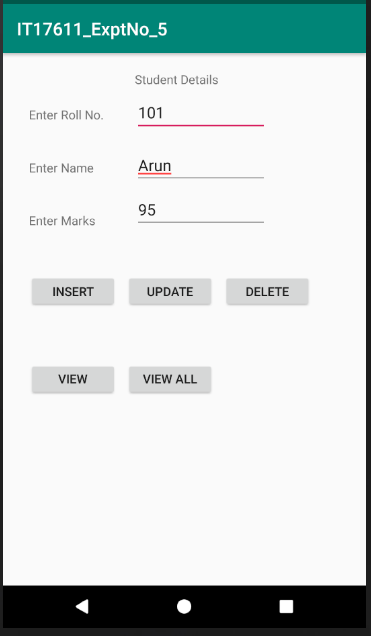 IT17611_ExptNo_5
Student Details
Enter Roll No. 101
Enter Name Arun
Enter Marks 95
INSERT UPDATE DELETE
VIEW VIEW ALL